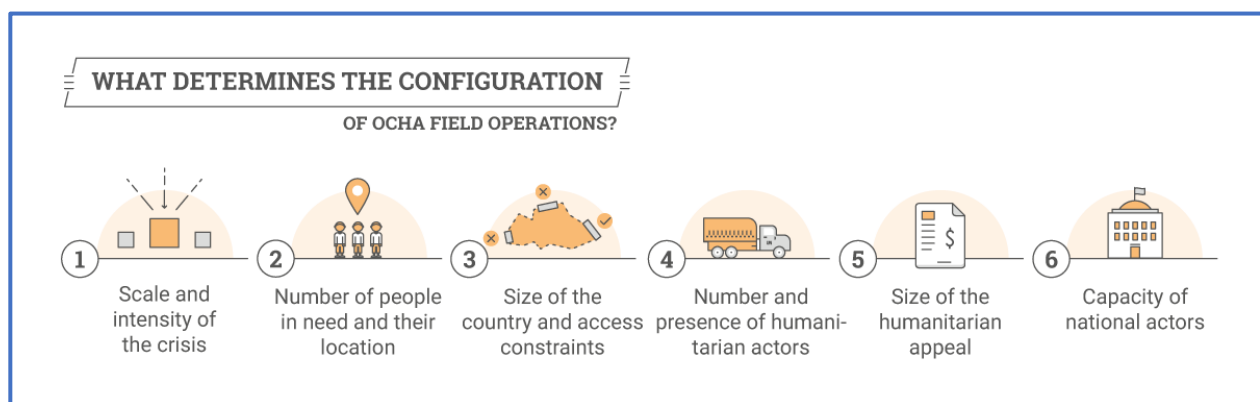 WHAT DETERMINES THE CONFIGURATION
OF OCHA FIELD OPERATIONS?
1
Scale and
intensity of
the crisis
2
Number of people
in need and their
location
3
Size of the
country and access
constraints
4
Number and
presence of humani-
tarian actors
5
$
Size of the
humanitarian
appeal
6
Capacity of
national actors